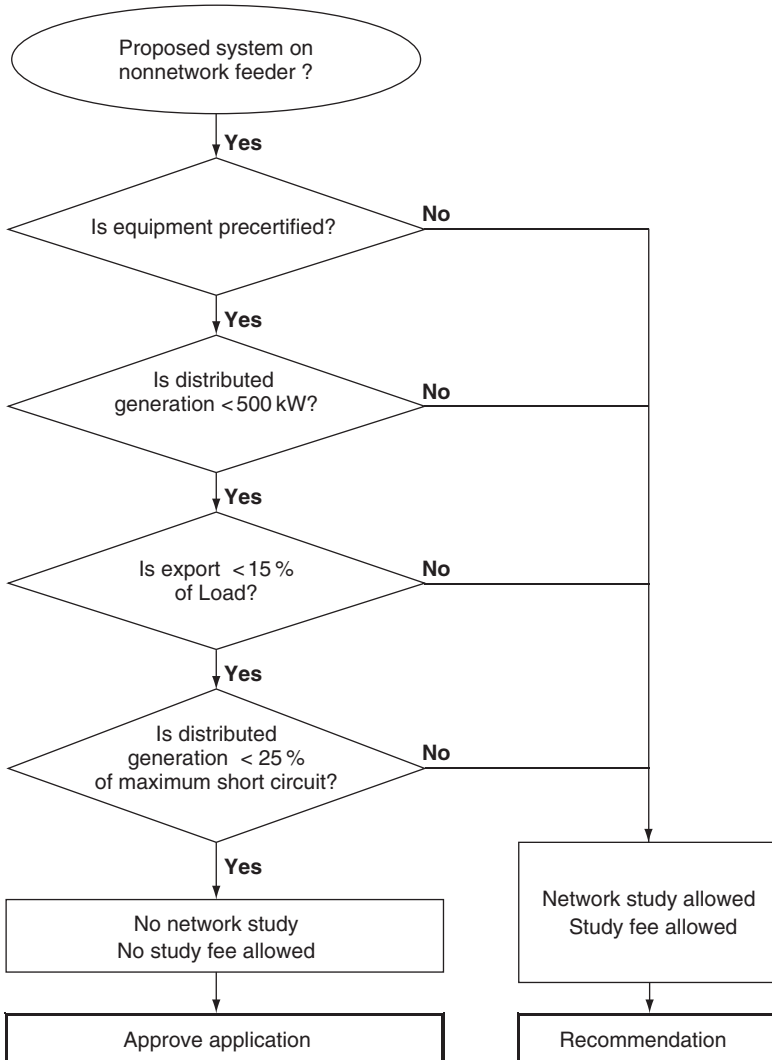 Proposed system on
nonnetwork feeder ?
Yes
Is equipment precertified?
No
Yes
Is distributed
generation < 500 kW?
No
Yes
Is export < 15 %
of Load?
No
Yes
Is distributed
generation < 25 %
of maximum short circuit?
No
Yes
No network study
No study fee allowed
Network study allowed
Study fee allowed
Approve application
Recommendation